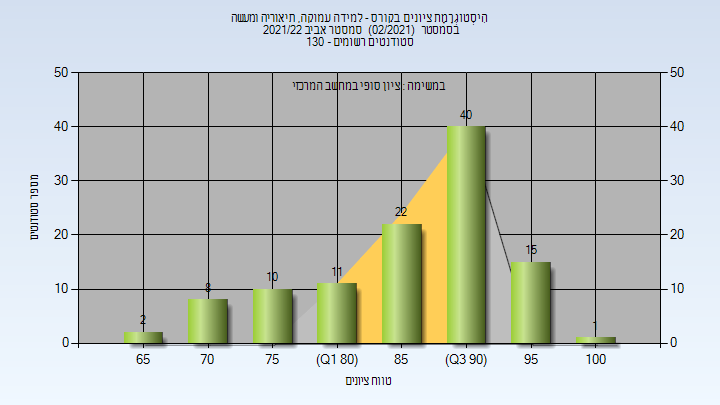 היסטוגרמת ציונים בקורס - למידה עמוקה, תיאוריה ומעשה
בסמסטר (02/2021) סמסטר אביב 2021/22
סטודנטים רשומים - 130
במשימה : ציון סופי במחשב המרכזי
50 50
40 40
30 30
20 20
10 10
0 0
2 8 10 11 22 40 15 1
65 70 75 (Q1 80) 85 (Q3 90) 95 100
מספר סטודנטים
טווח ציונים